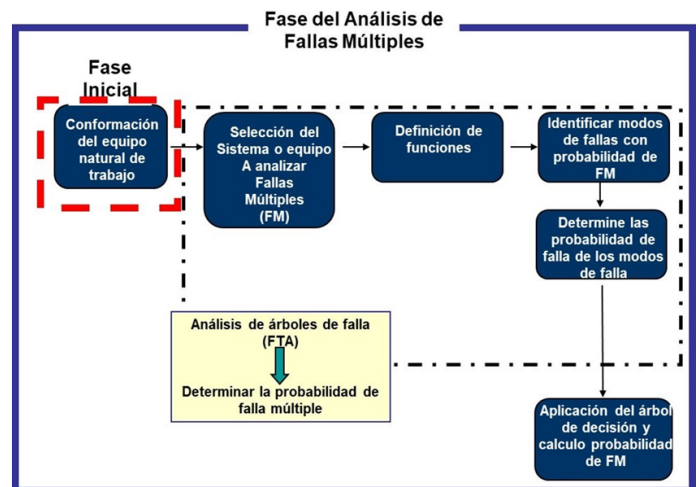 Fase del Análisis de
Fallas Múltiples
Fase
Inicial
Conformación
del equipo
natural de
trabajo
Selección del
Sistema o equipo
A analizar
Fallas
Múltiples
(FM)
Definición de
funciones
Identificar modos
de fallas con
probabilidad de
FM
Determine las
probabilidad de
falla de los modos
de falla
Análisis de árboles de falla
(FTA)
Determinar la probabilidad de
falla múltiple
Aplicación del árbol
de decisión y
calculo probabilidad
de FM